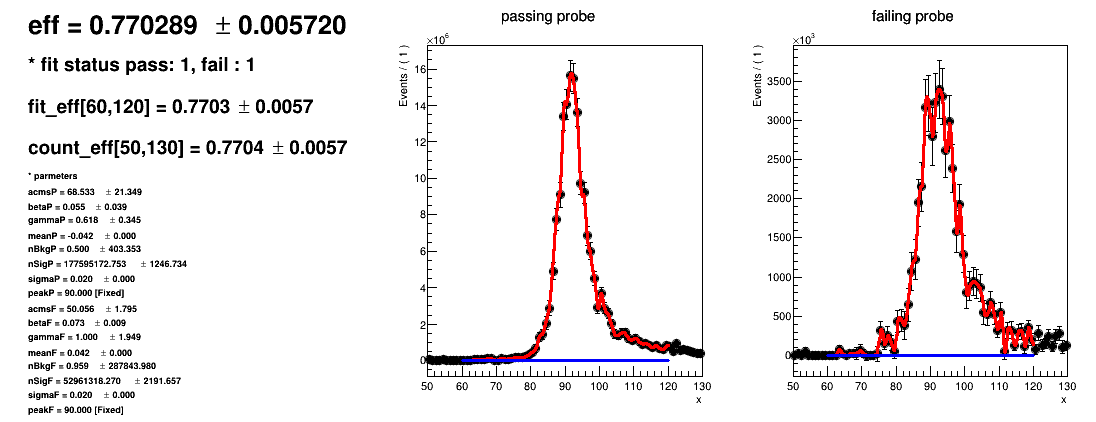 eff = 0.770289 ± 0.005720
* fit status pass: 1, fail : 1
fit_eff[60,120] = 0.7703 ± 0.0057
count_eff[50,130] = 0.7704 ± 0.0057
* parmeters
acmsP = 68.533 ± 21.349
betaP = 0.055 ± 0.039
gammaP = 0.618 ± 0.345
meanP = -0.042 ± 0.000
nBkgP = 0.500 ± 403.353
nSigP = 177595172.753 ± 1246.734
sigmaP = 0.020 ± 0.000
peakP = 90.000 [Fixed]
acmsF = 50.056 ± 1.795
betaF = 0.073 ± 0.009
gammaF = 1.000 ± 1.949
meanF = 0.042 ± 0.000
nBkgF = 0.959 ± 287843.980
nSigF = 52961318.270 ± 2191.657
sigmaF = 0.020 ± 0.000
peakF = 90.000 [Fixed]
passing probe
×10⁶
Events / ( 1 )
16
14
12
10
8
6
4
2
0
50 60 70 80 90 100 110 120 130
x
failing probe
×10³
Events / ( 1 )
3500
3000
2500
2000
1500
1000
500
0
50 60 70 80 90 100 110 120 130
x